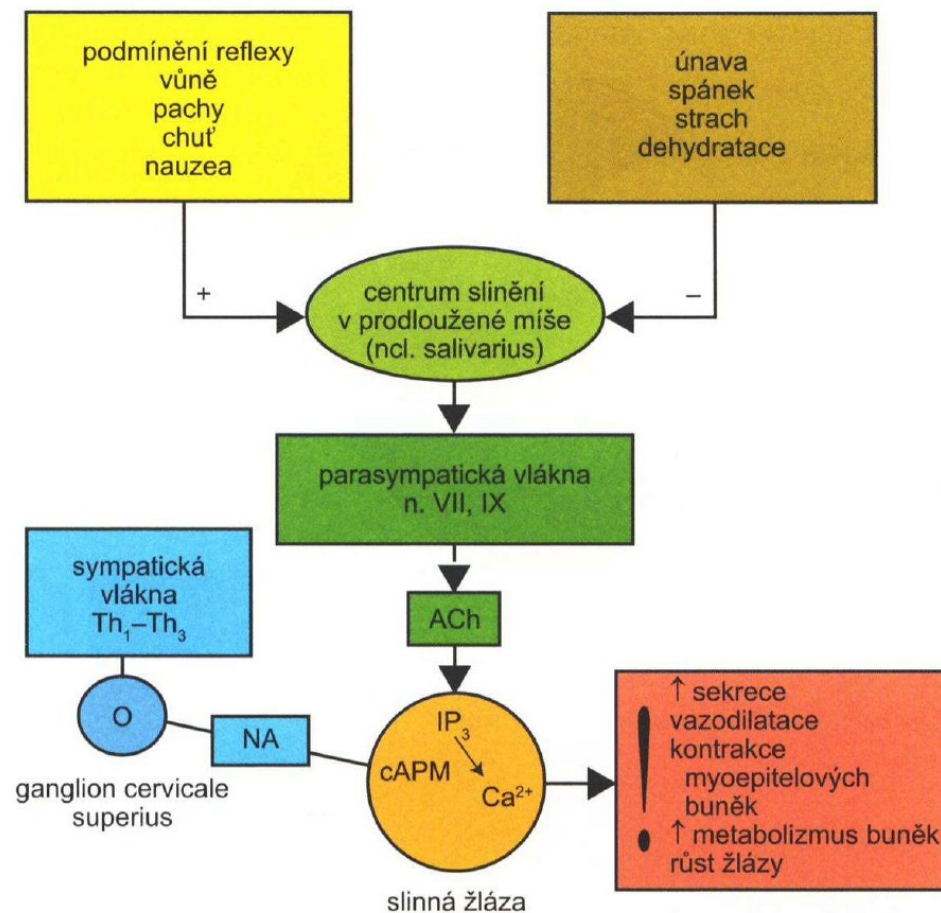 podmínění reflexy
vůně
pachy
chuť
nauzea
únava
spánek
strach
dehydratace
+
–
centrum slinění
v prodloužené míše
(ncl. salivarius)
parasympatická vlákna
n. VII, IX
sympatická
vlákna
Th₁–Th₃
ACh
O
NA
ganglion cervicale
superius
IP₃
cAPM
Ca²⁺
slinná žláza
↑ sekrece
vazodilatace
kontrakce
myoepitelových
buněk
↑ metabolizmus buněk
růst žlázy
!